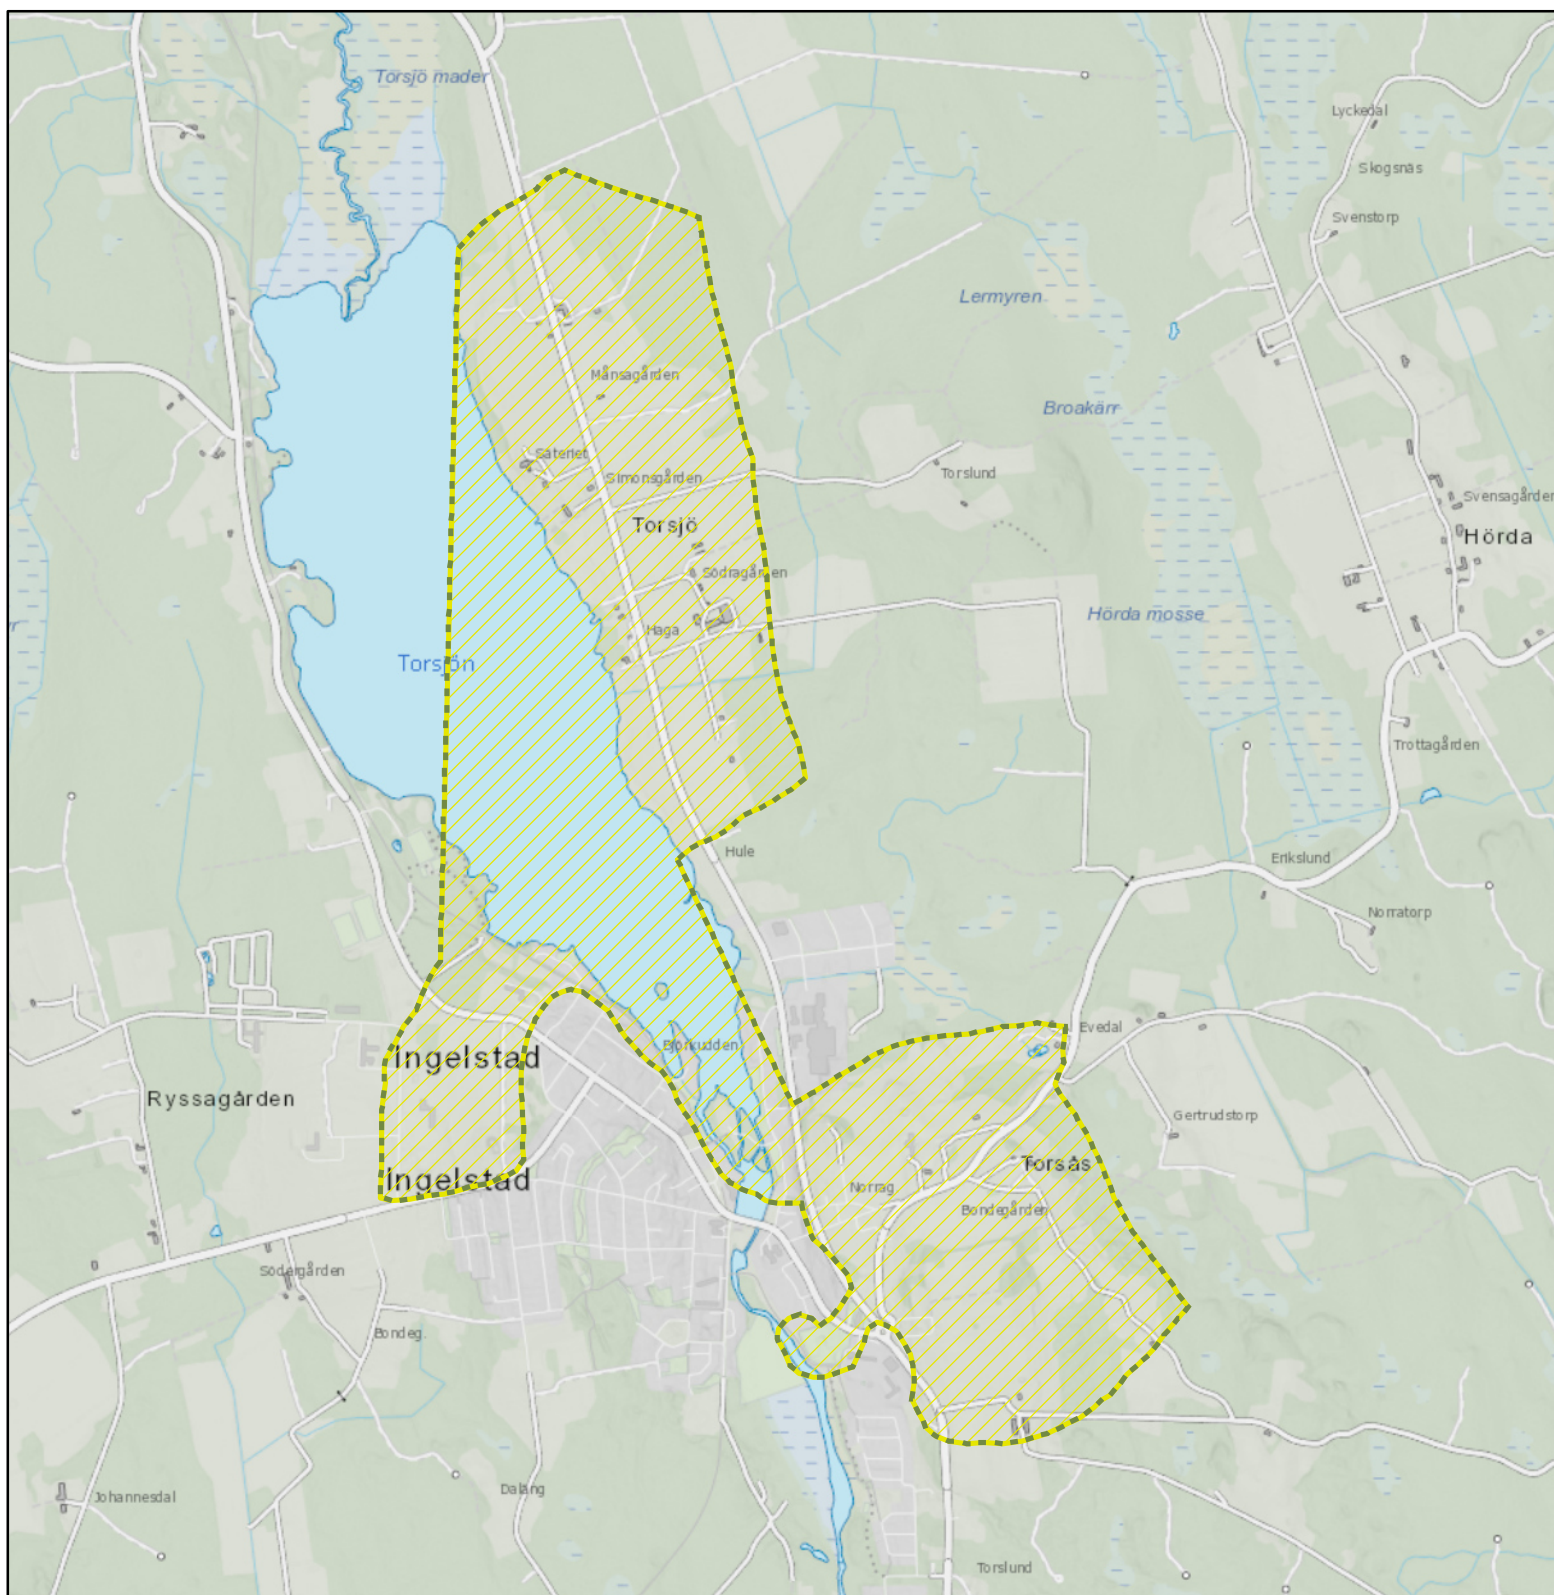 Torsjö mader
Lyckedal
Skogsnäs
Svenstorp
Lermyren
Månsagården
Broakärr
Säteriet
Simonsgården
Torslund
Svensagården
Torsjö
Hörda
Södragården
Hörda mosse
Haga
Torsjön
Trottagården
Hule
Erikslund
Norratorp
Evedal
Björkudden
Ingelstad
Ryssagården
Gertrudstorp
Torsås
Ingelstad
Norrag
Bondegården
Södergården
Bondeg.
Johannesdal
Daläng
Torslund